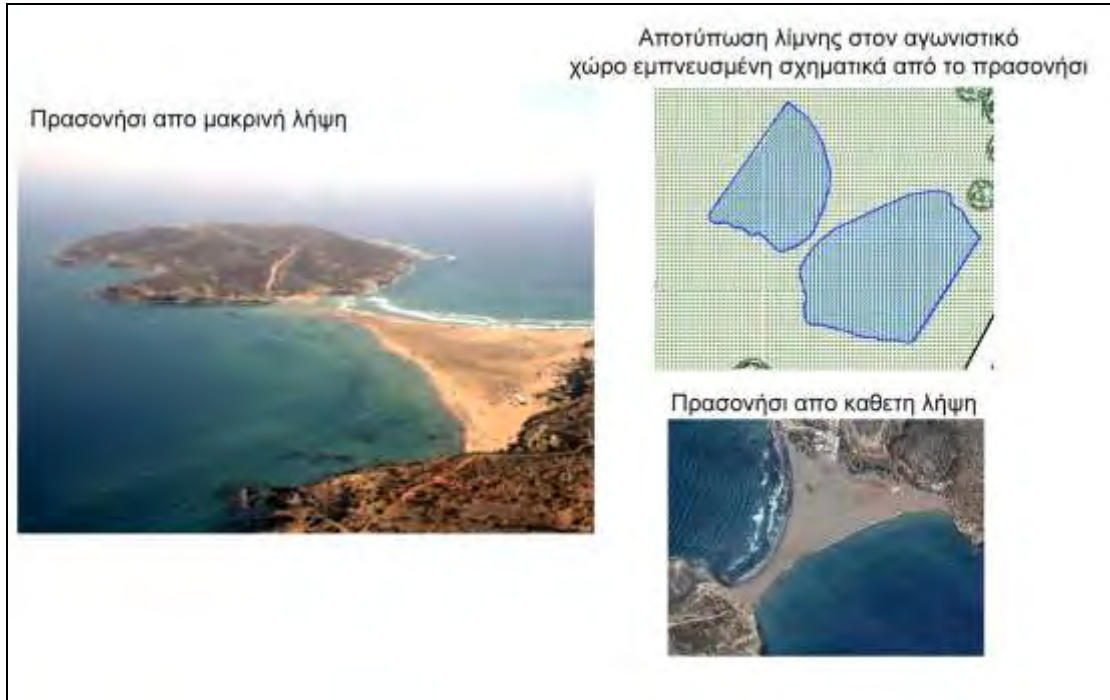 Αποτύπωση λίμνης στον αγωνιστικό
χώρο εμπνευσμένη σχηματικά από το πρασονήσι
Πρασονήσι απο μακρινή λήψη
Πρασονήσι απο καθετη λήψη